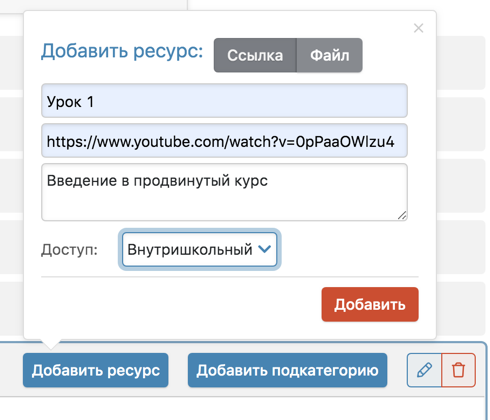 Добавить ресурс: Ссылка Файл
Урок 1
https://www.youtube.com/watch?v=0pPaaOWlzu4
Введение в продвинутый курс
Доступ: Внутришкольный
Добавить
Добавить ресурс Добавить подкатегорию